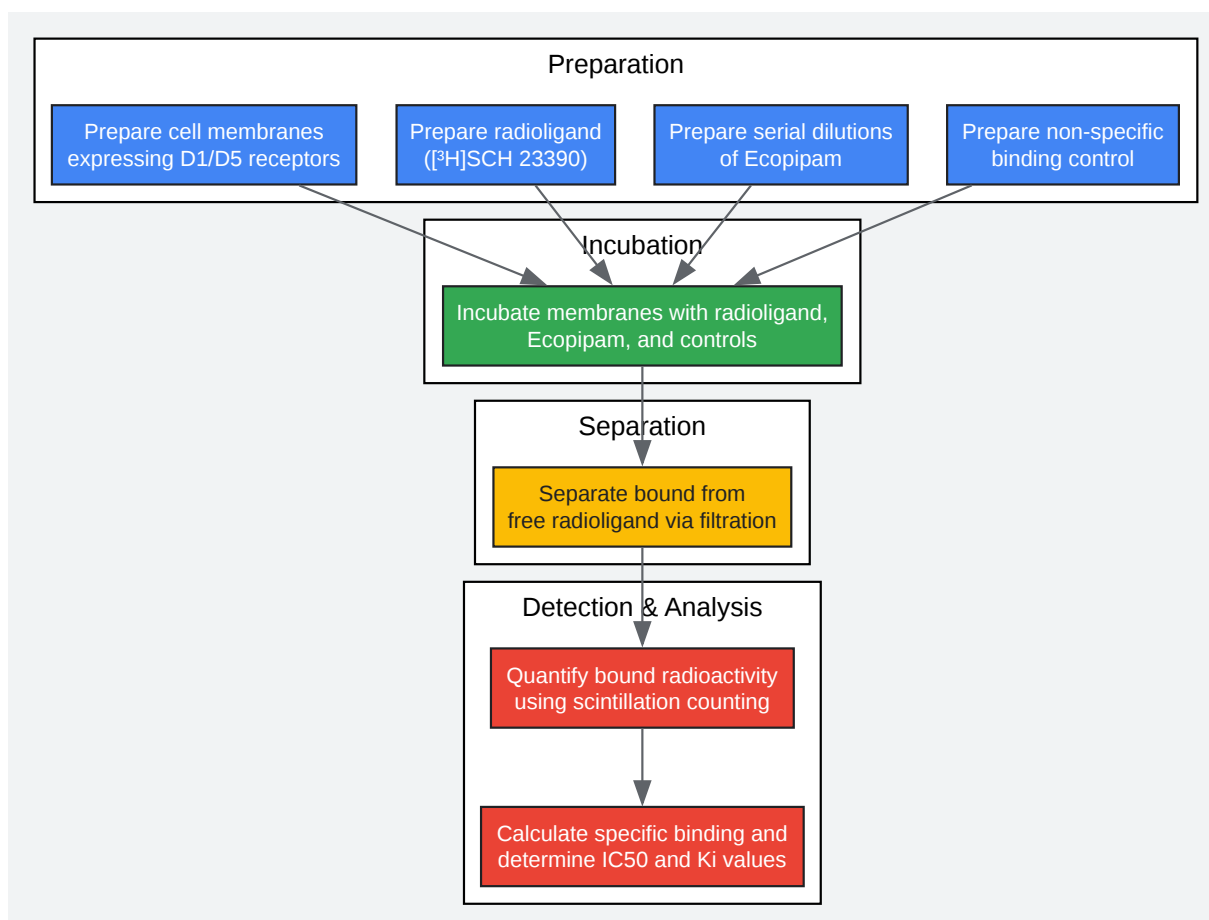 Preparation
Prepare cell membranes
expressing D1/D5 receptors
Prepare radioligand
([³H]SCH 23390)
Prepare serial dilutions
of Ecopipam
Prepare non-specific
binding control
Incubation
Incubate membranes with radioligand,
Ecopipam, and controls
Separation
Separate bound from
free radioligand via filtration
Detection & Analysis
Quantify bound radioactivity
using scintillation counting
Calculate specific binding and
determine IC50 and Ki values